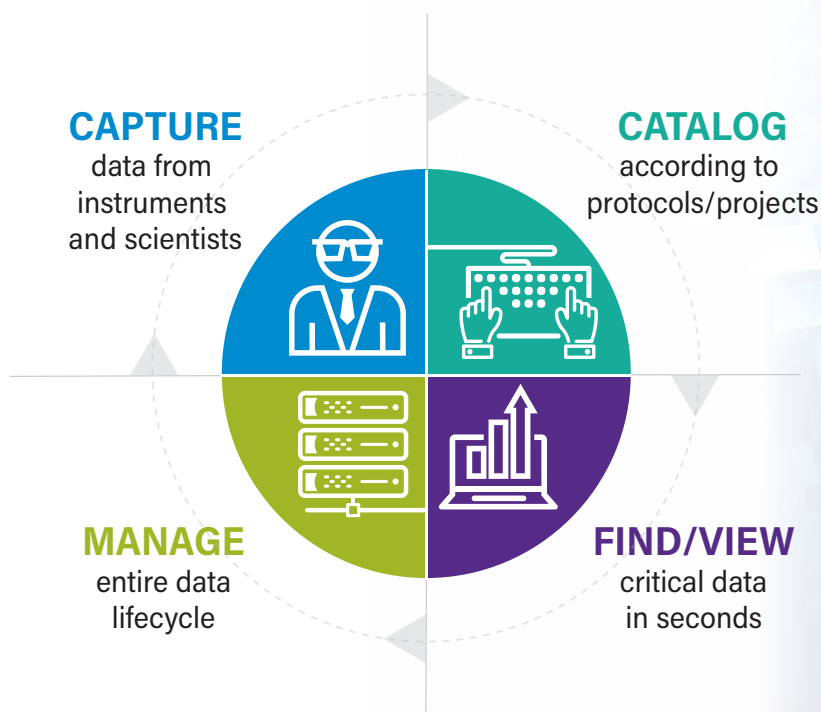 CAPTURE
data from
instruments
and scientists
CATALOG
according to
protocols/projects
MANAGE
entire data
lifecycle
FIND/VIEW
critical data
in seconds